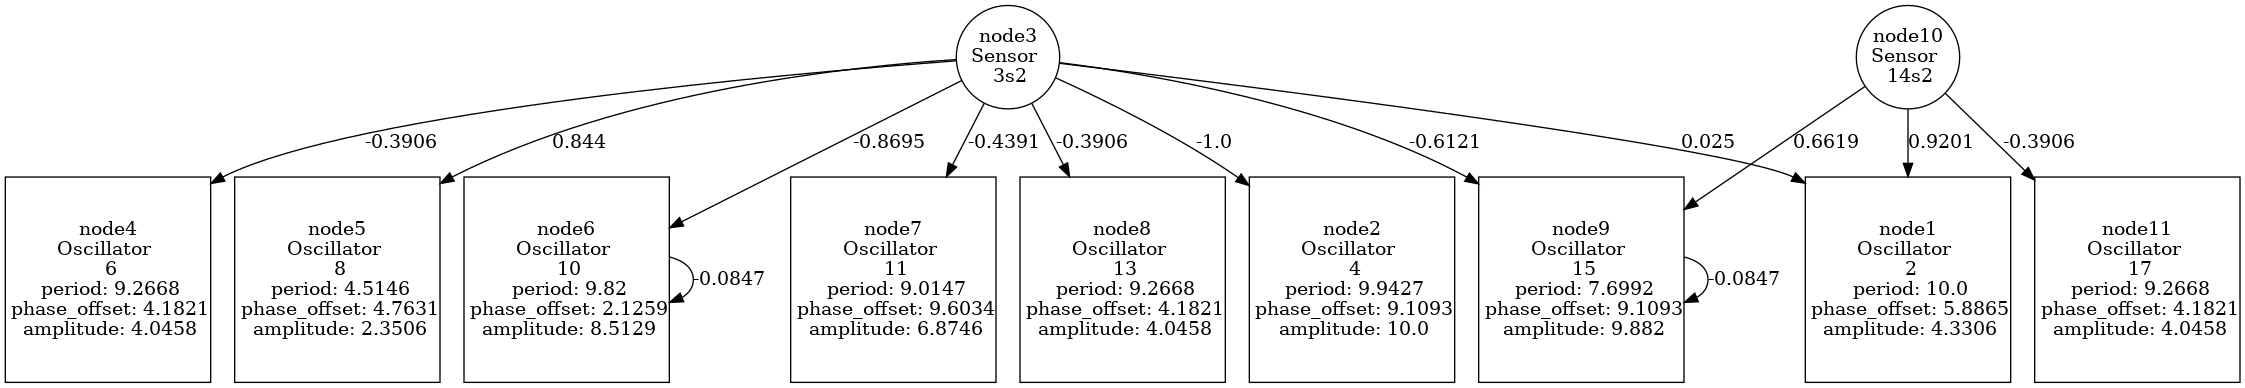 node3
Sensor
3s2
node10
Sensor
14s2
-0.3906
0.844
-0.8695
-0.4391
-0.3906
-1.0
-0.6121
0.025
0.6619
0.9201
-0.3906
node4
Oscillator
6
period: 9.2668
phase_offset: 4.1821
amplitude: 4.0458
node5
Oscillator
8
period: 4.5146
phase_offset: 4.7631
amplitude: 2.3506
node6
Oscillator
10
period: 9.82
phase_offset: 2.1259
amplitude: 8.5129
-0.0847
node7
Oscillator
11
period: 9.0147
phase_offset: 9.6034
amplitude: 6.8746
node8
Oscillator
13
period: 9.2668
phase_offset: 4.1821
amplitude: 4.0458
node2
Oscillator
4
period: 9.9427
phase_offset: 9.1093
amplitude: 10.0
node9
Oscillator
15
period: 7.6992
phase_offset: 9.1093
amplitude: 9.882
-0.0847
node1
Oscillator
2
period: 10.0
phase_offset: 5.8865
amplitude: 4.3306
node11
Oscillator
17
period: 9.2668
phase_offset: 4.1821
amplitude: 4.0458